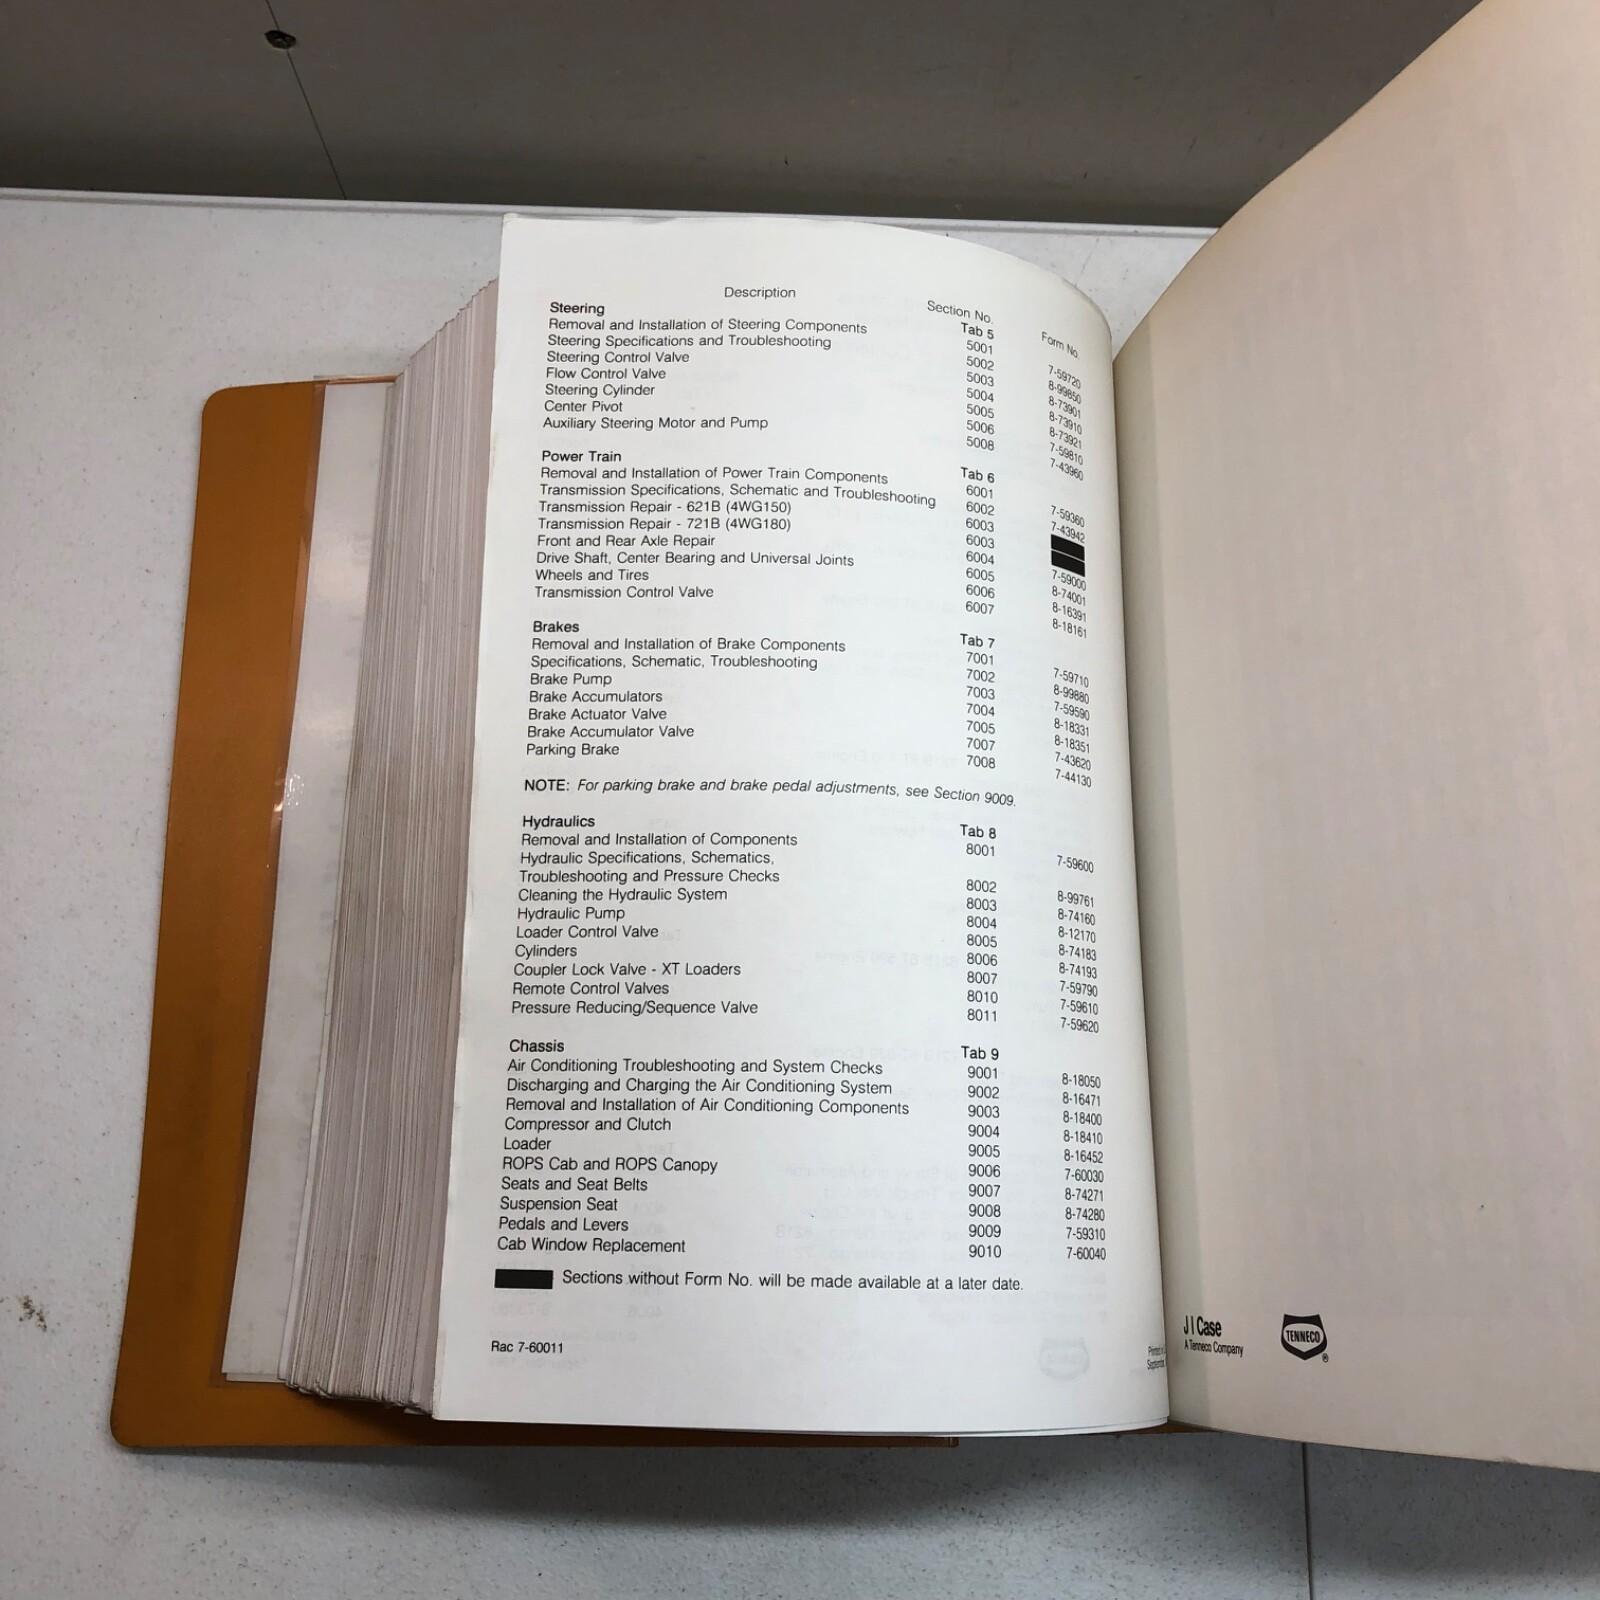 Description Section No. Form No.
Steering Tab 5
Removal and Installation of Steering Components 5001 7-59720
Steering Specifications and Troubleshooting 5002 8-99850
Steering Control Valve 5003 8-73901
Flow Control Valve 5004 8-73910
Steering Cylinder 5005 8-73921
Center Pivot 5006 7-59810
Auxiliary Steering Motor and Pump 5008 7-43960
Power Train Tab 6
Removal and Installation of Power Train Components 6001 7-59360
Transmission Specifications, Schematic and Troubleshooting 6002 7-43942
Transmission Repair - 621B (4WG150) 6003
Transmission Repair - 721B (4WG180) 6003
Front and Rear Axle Repair 6004 7-59000
Drive Shaft, Center Bearing and Universal Joints 6005 8-74001
Wheels and Tires 6006 8-16391
Transmission Control Valve 6007 8-18161
Brakes Tab 7
Removal and Installation of Brake Components 7001 7-59710
Specifications, Schematic, Troubleshooting 7002 8-99880
Brake Pump 7003 7-59590
Brake Accumulators 7004 8-18331
Brake Actuator Valve 7005 8-18351
Brake Accumulator Valve 7007 7-43620
Parking Brake 7008 7-44130
NOTE: For parking brake and brake pedal adjustments, see Section 9009.
Hydraulics Tab 8
Removal and Installation of Components 8001 7-59600
Hydraulic Specifications, Schematics,
Troubleshooting and Pressure Checks 8002 8-99761
Cleaning the Hydraulic System 8003 8-74160
Hydraulic Pump 8004 8-12170
Loader Control Valve 8005 8-74183
Cylinders 8006 8-74193
Coupler Lock Valve - XT Loaders 8007 7-59790
Remote Control Valves 8010 7-59610
Pressure Reducing/Sequence Valve 8011 7-59620
Chassis Tab 9
Air Conditioning Troubleshooting and System Checks 9001 8-18050
Discharging and Charging the Air Conditioning System 9002 8-16471
Removal and Installation of Air Conditioning Components 9003 8-18400
Compressor and Clutch 9004 8-18410
Loader 9005 8-16452
ROPS Cab and ROPS Canopy 9006 7-60030
Seats and Seat Belts 9007 8-74271
Suspension Seat 9008 8-74280
Pedals and Levers 9009 7-59310
Cab Window Replacement 9010 7-60040
Sections without Form No. will be made available at a later date.
Rac 7-60011
J I Case
A Tenneco Company
TENNECO
®